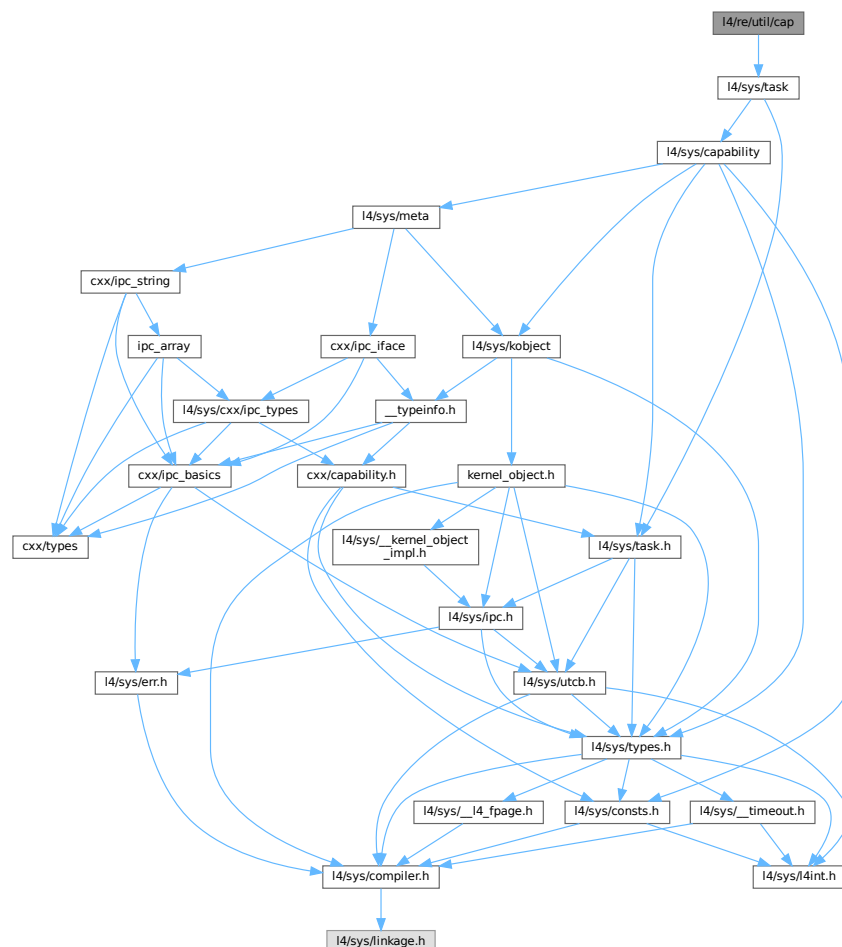 l4/re/util/cap
l4/sys/task
l4/sys/capability
l4/sys/meta
cxx/ipc_string
ipc_array
cxx/ipc_iface
l4/sys/kobject
l4/sys/cxx/ipc_types
__typeinfo.h
cxx/ipc_basics
cxx/capability.h
kernel_object.h
cxx/types
l4/sys/__kernel_object
_impl.h
l4/sys/task.h
l4/sys/ipc.h
l4/sys/err.h
l4/sys/utcb.h
l4/sys/types.h
l4/sys/__l4_fpage.h
l4/sys/consts.h
l4/sys/__timeout.h
l4/sys/compiler.h
l4/sys/l4int.h
l4/sys/linkage.h